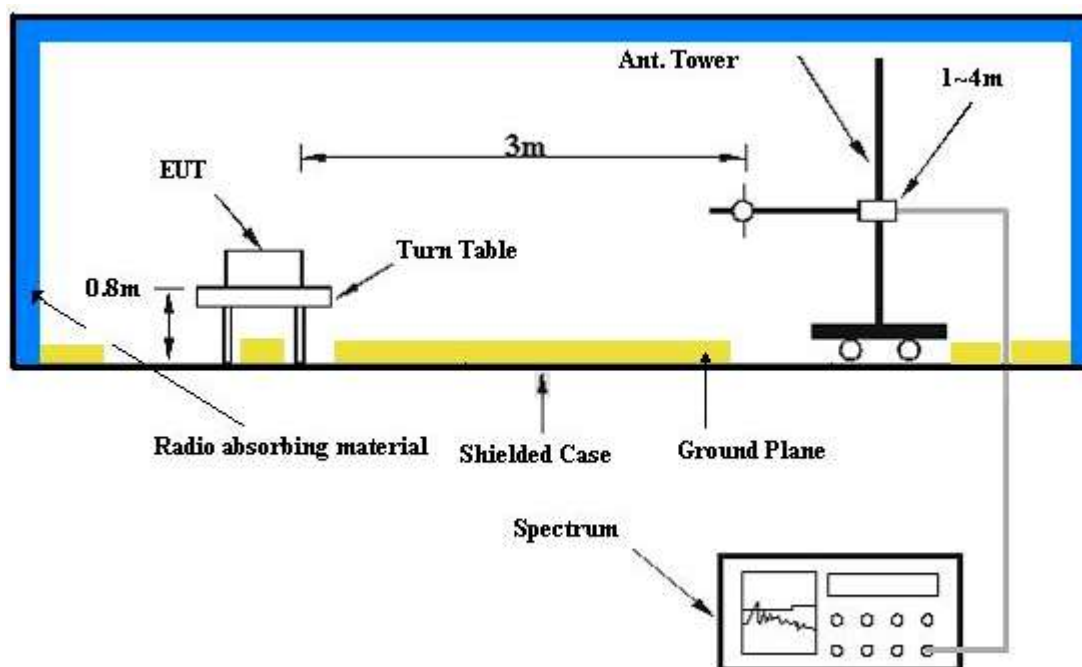 Ant. Tower
1~4m
3m
EUT
Turn Table
0.8m
Radio absorbing material
Shielded Case
Ground Plane
Spectrum